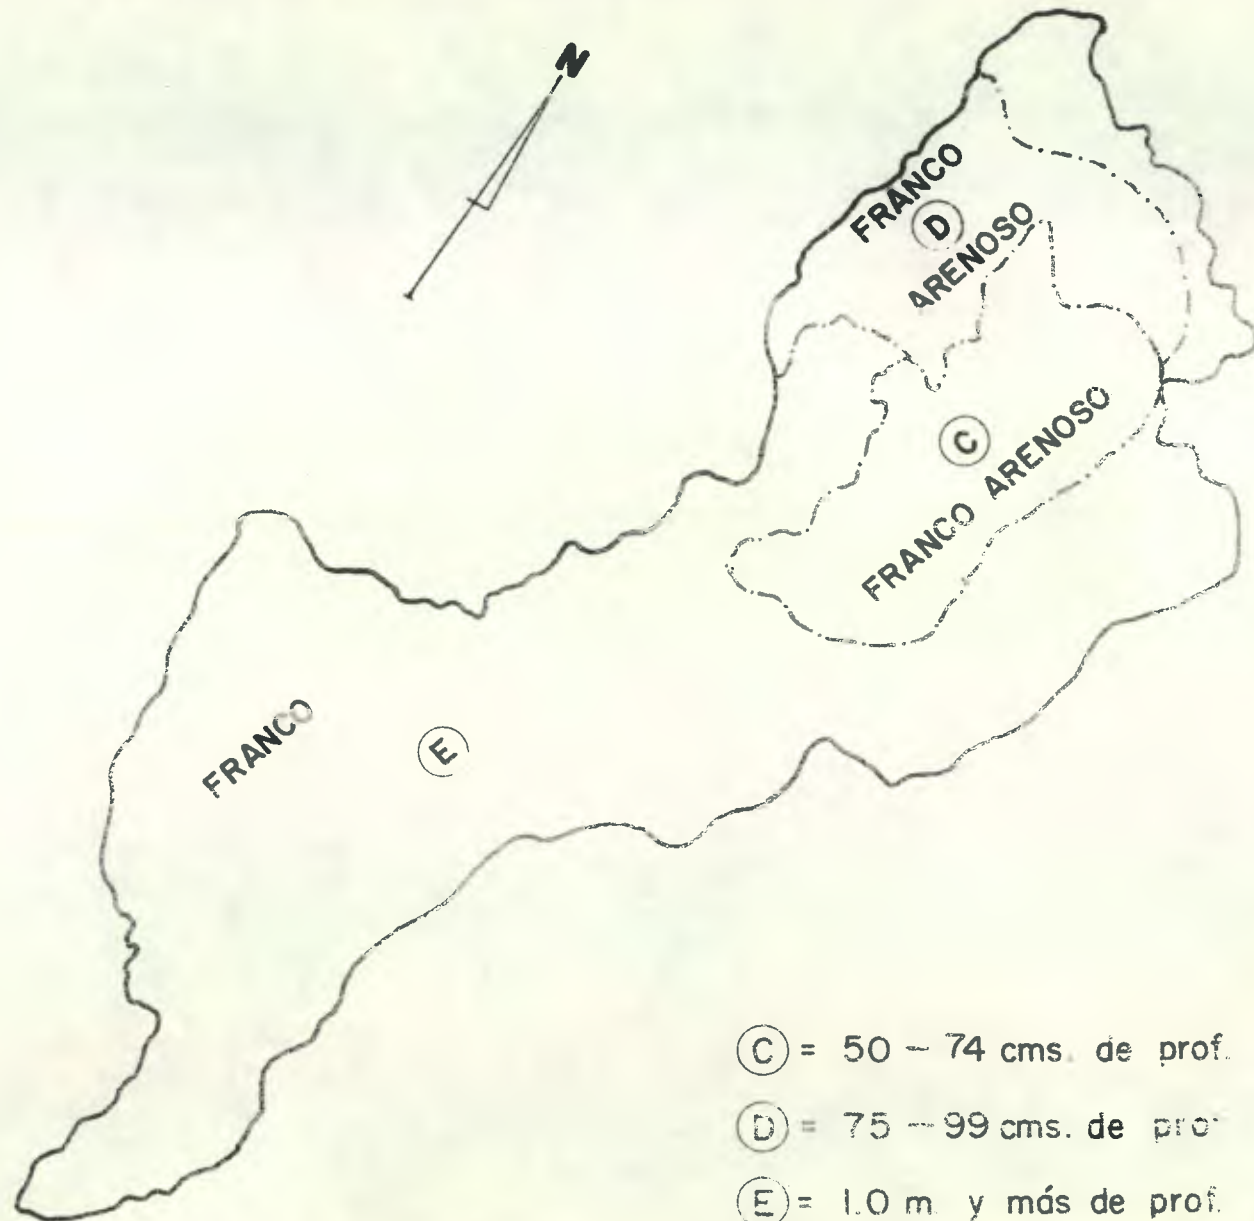 N
FRANCO
D
ARENOSO
C
FRANCO ARENOSO
FRANCO
E
C = 50 - 74 cms. de prof.
D = 75 - 99 cms. de prof
E = 1.0 m y más de prof.